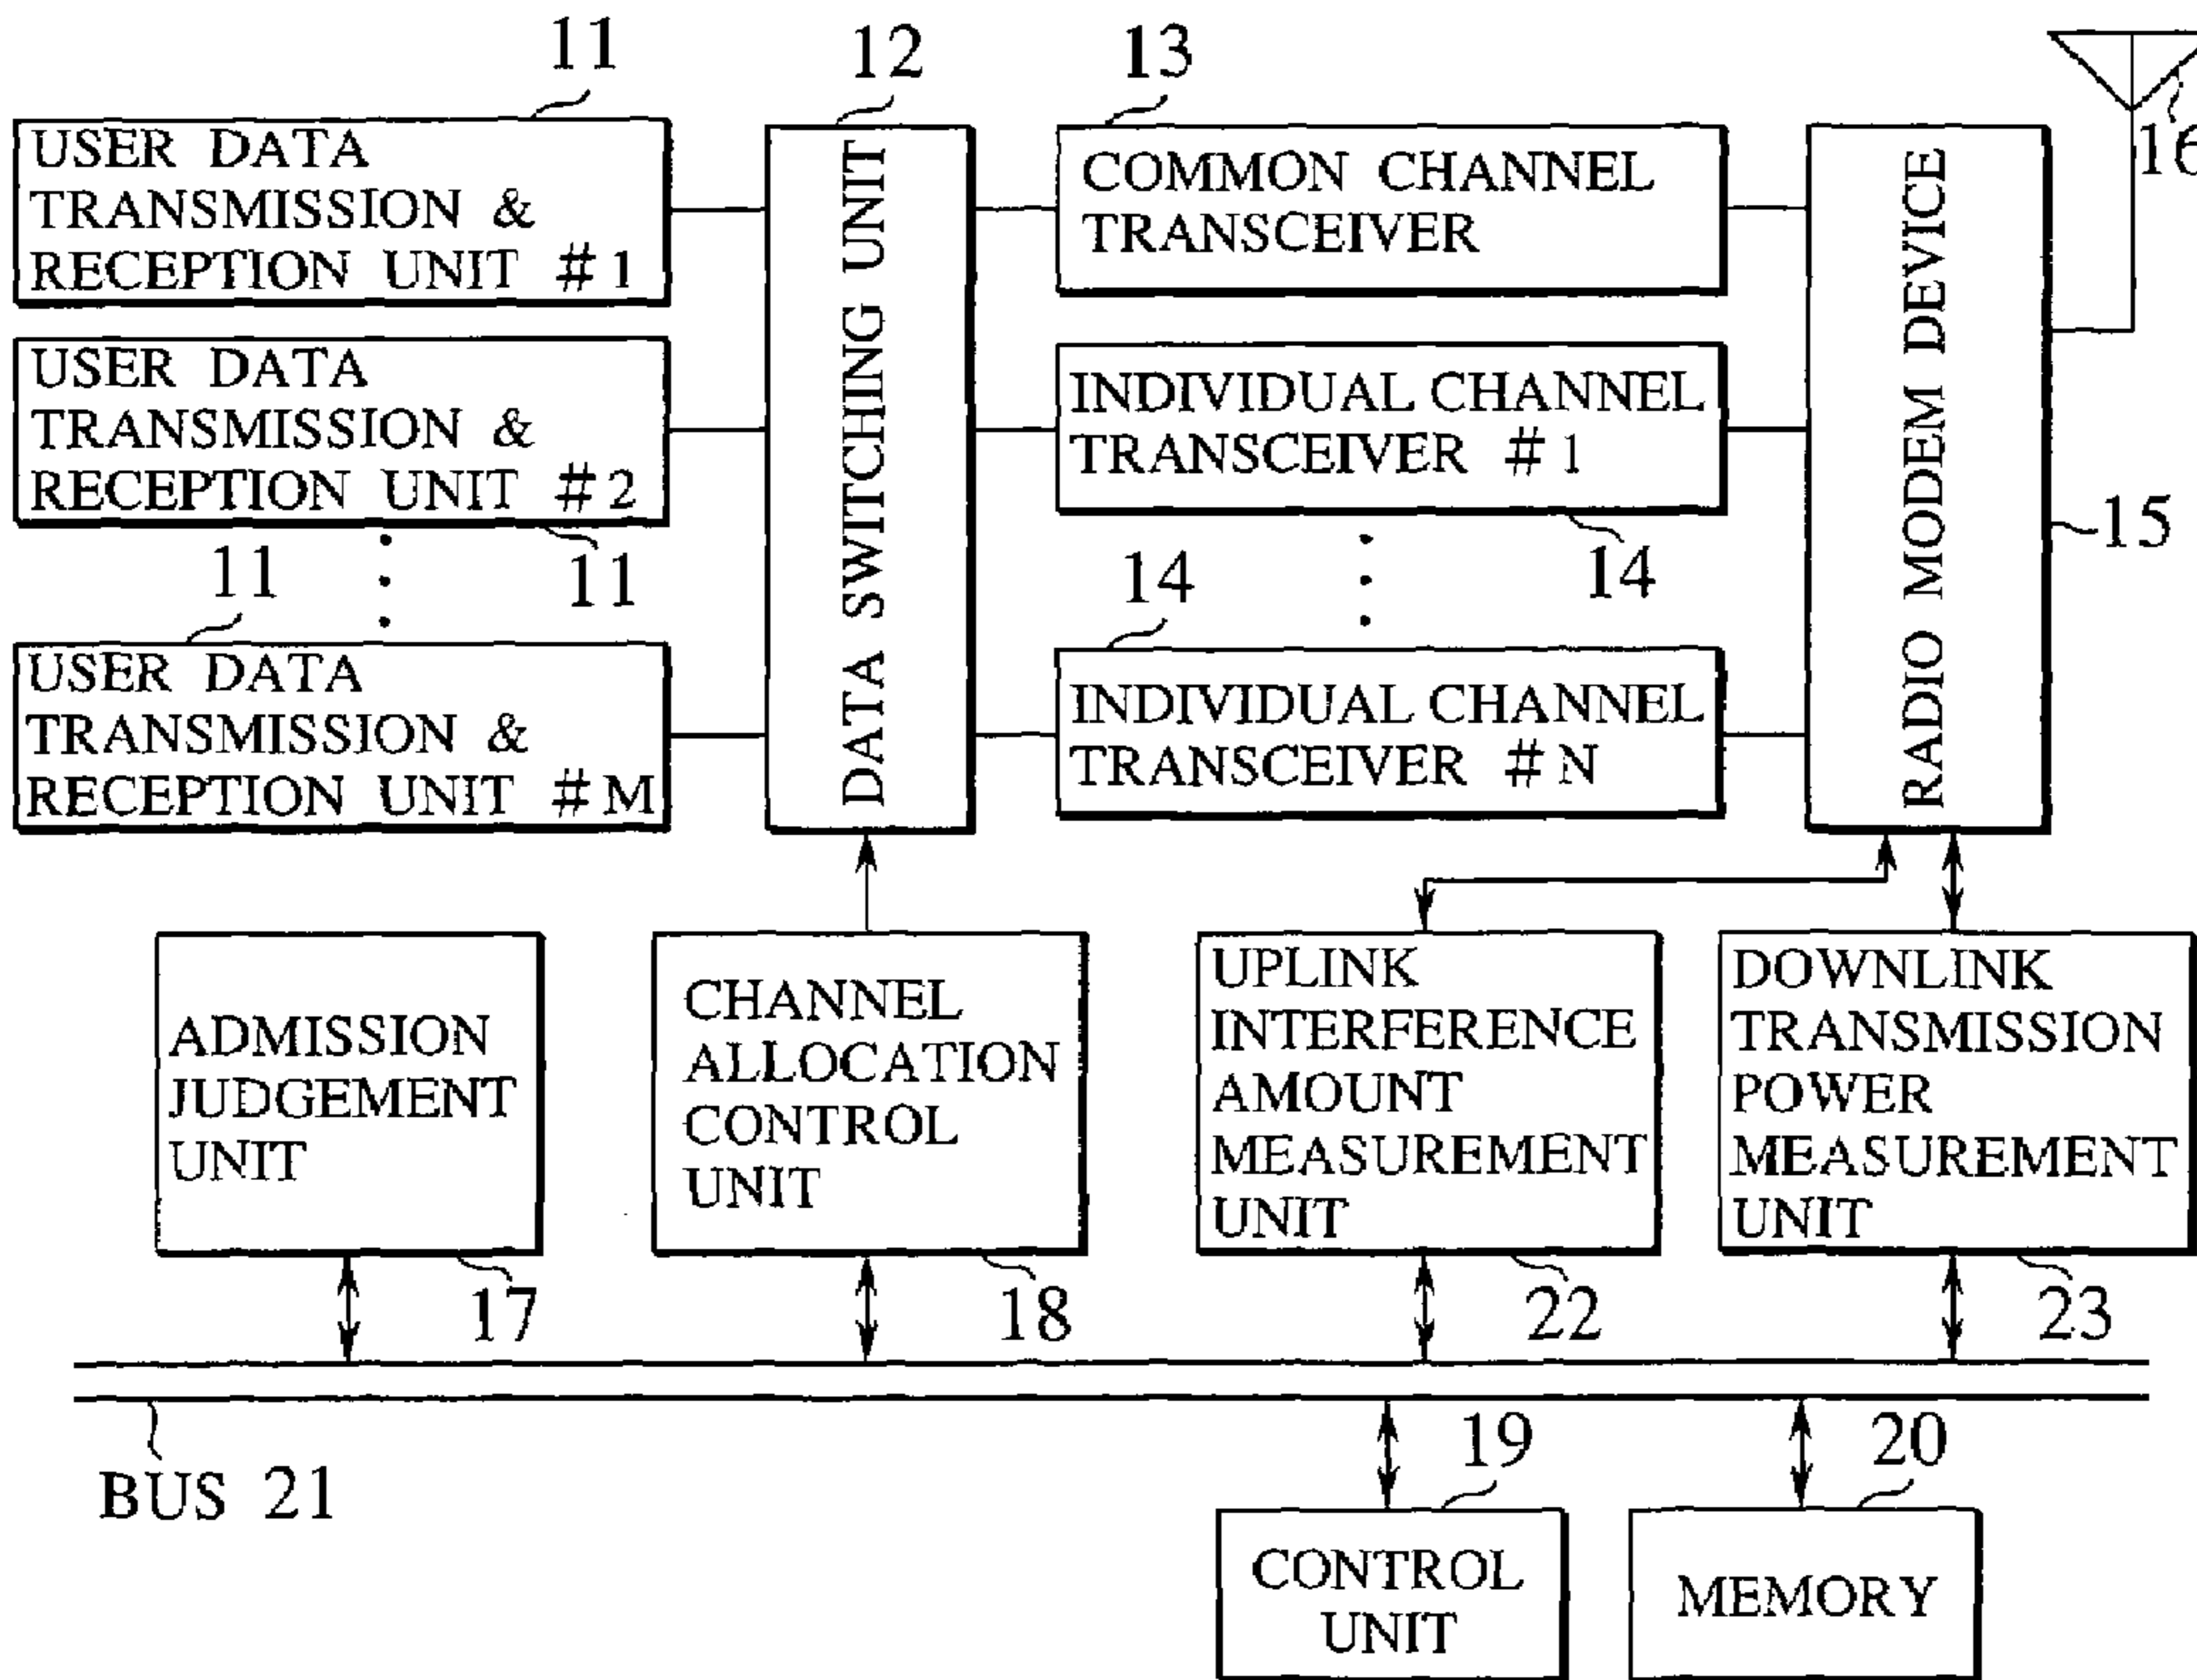 11
12
13
16
USER DATA
TRANSMISSION &
RECEPTION UNIT #1
DATA SWITCHING UNIT
COMMON CHANNEL
TRANSCEIVER
RADIO MODEM DEVICE
USER DATA
TRANSMISSION &
RECEPTION UNIT #2
INDIVIDUAL CHANNEL
TRANSCEIVER #1
15
11
11
14
14
USER DATA
TRANSMISSION &
RECEPTION UNIT #M
INDIVIDUAL CHANNEL
TRANSCEIVER #N
ADMISSION
JUDGEMENT
UNIT
CHANNEL
ALLOCATION
CONTROL
UNIT
UPLINK
INTERFERENCE
AMOUNT
MEASUREMENT
UNIT
DOWNLINK
TRANSMISSION
POWER
MEASUREMENT
UNIT
17
18
22
23
BUS 21
19
20
CONTROL
UNIT
MEMORY